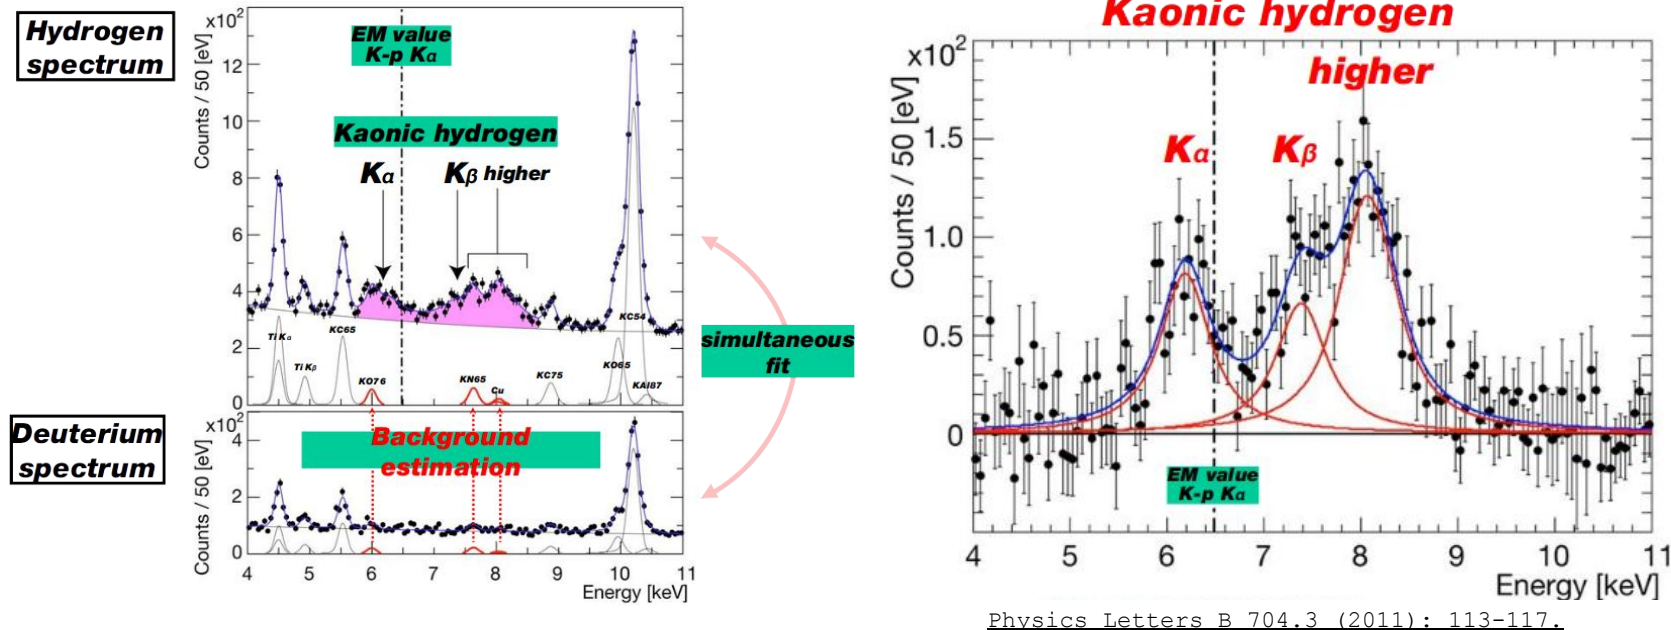 Hydrogen
spectrum
x10²
Counts / 50 [eV]
12
10
8
6
4
2
0
EM value
K-p Kα
Kaonic hydrogen
Kα
Kβ higher
Ti Kα
Ti Kβ
KC65
KO76
KN65
Cu
KC75
KO65
KC54
KAl87
Deuterium
spectrum
x10²
Counts / 50 [eV]
4
2
0
Background
estimation
4 5 6 7 8 9 10 11
Energy [keV]
simultaneous
fit
Kaonic hydrogen
x10²
Counts / 50 [eV]
1.5
1.0
0.5
0
higher
Kα
Kβ
EM value
K-p Kα
4 5 6 7 8 9 10 11
Energy [keV]
Physics Letters B 704.3 (2011): 113-117.